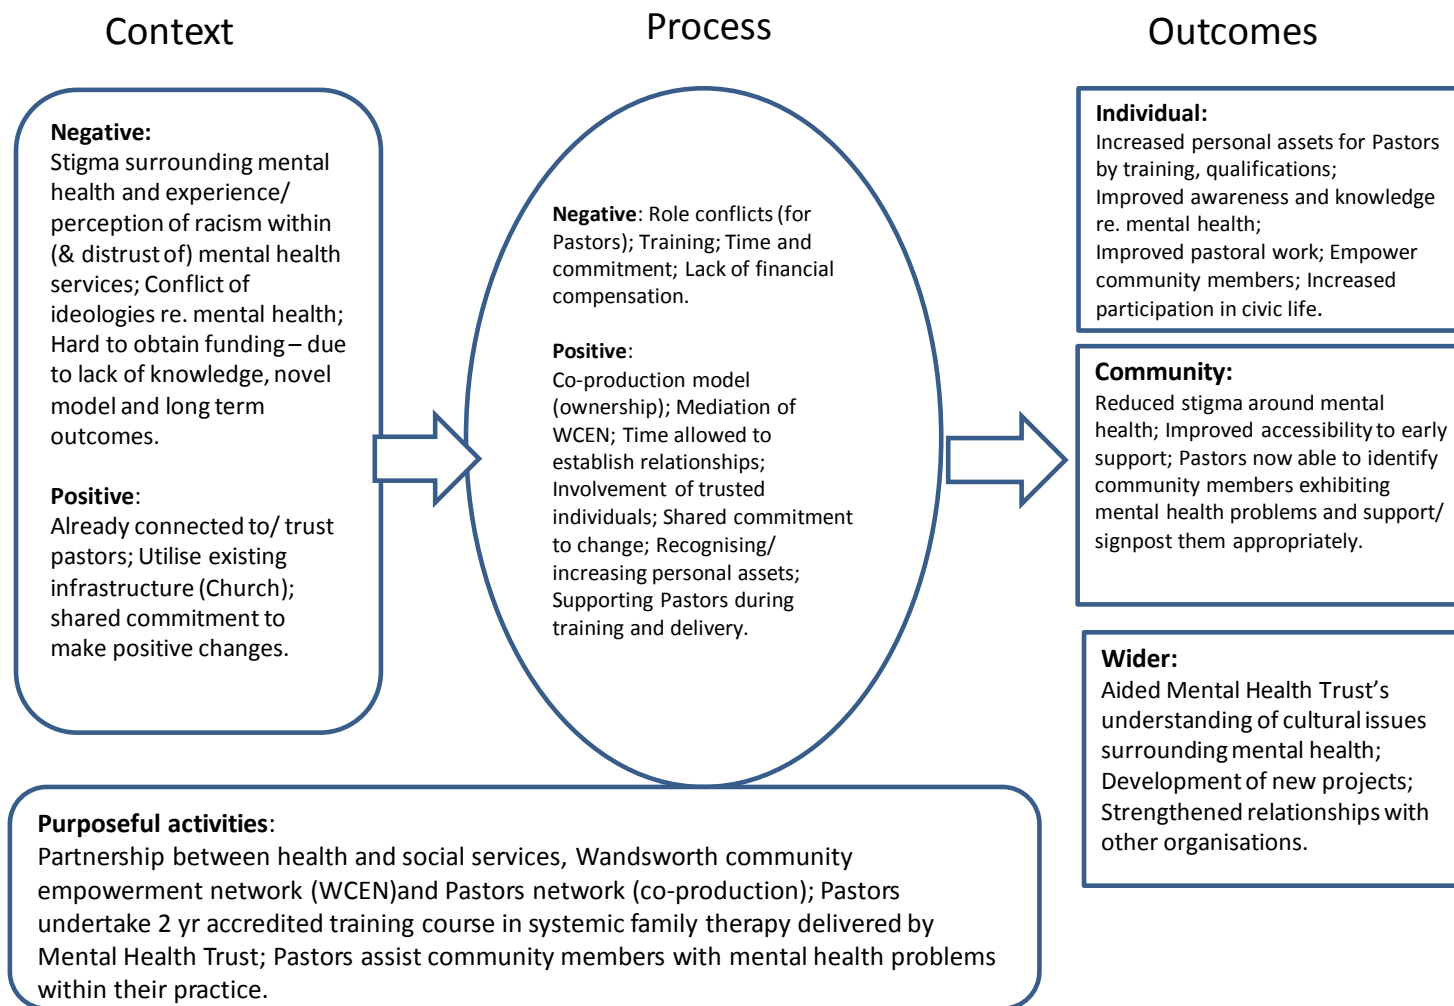 Context
Process
Outcomes
Negative:
Stigma surrounding mental
health and experience/
perception of racism within
(& distrust of) mental health
services; Conflict of
ideologies re. mental health;
Hard to obtain funding – due
to lack of knowledge, novel
model and long term
outcomes.
Positive:
Already connected to/ trust
pastors; Utilise existing
infrastructure (Church);
shared commitment to
make positive changes.
Negative: Role conflicts (for
Pastors); Training; Time and
commitment; Lack of financial
compensation.
Positive:
Co-production model
(ownership); Mediation of
WCEN; Time allowed to
establish relationships;
Involvement of trusted
individuals; Shared commitment
to change; Recognising/
increasing personal assets;
Supporting Pastors during
training and delivery.
Individual:
Increased personal assets for Pastors
by training, qualifications;
Improved awareness and knowledge
re. mental health;
Improved pastoral work; Empower
community members; Increased
participation in civic life.
Community:
Reduced stigma around mental
health; Improved accessibility to early
support; Pastors now able to identify
community members exhibiting
mental health problems and support/
signpost them appropriately.
Wider:
Aided Mental Health Trust’s
understanding of cultural issues
surrounding mental health;
Development of new projects;
Strengthened relationships with
other organisations.
Purposeful activities:
Partnership between health and social services, Wandsworth community
empowerment network (WCEN)and Pastors network (co-production); Pastors
undertake 2 yr accredited training course in systemic family therapy delivered by
Mental Health Trust; Pastors assist community members with mental health problems
within their practice.